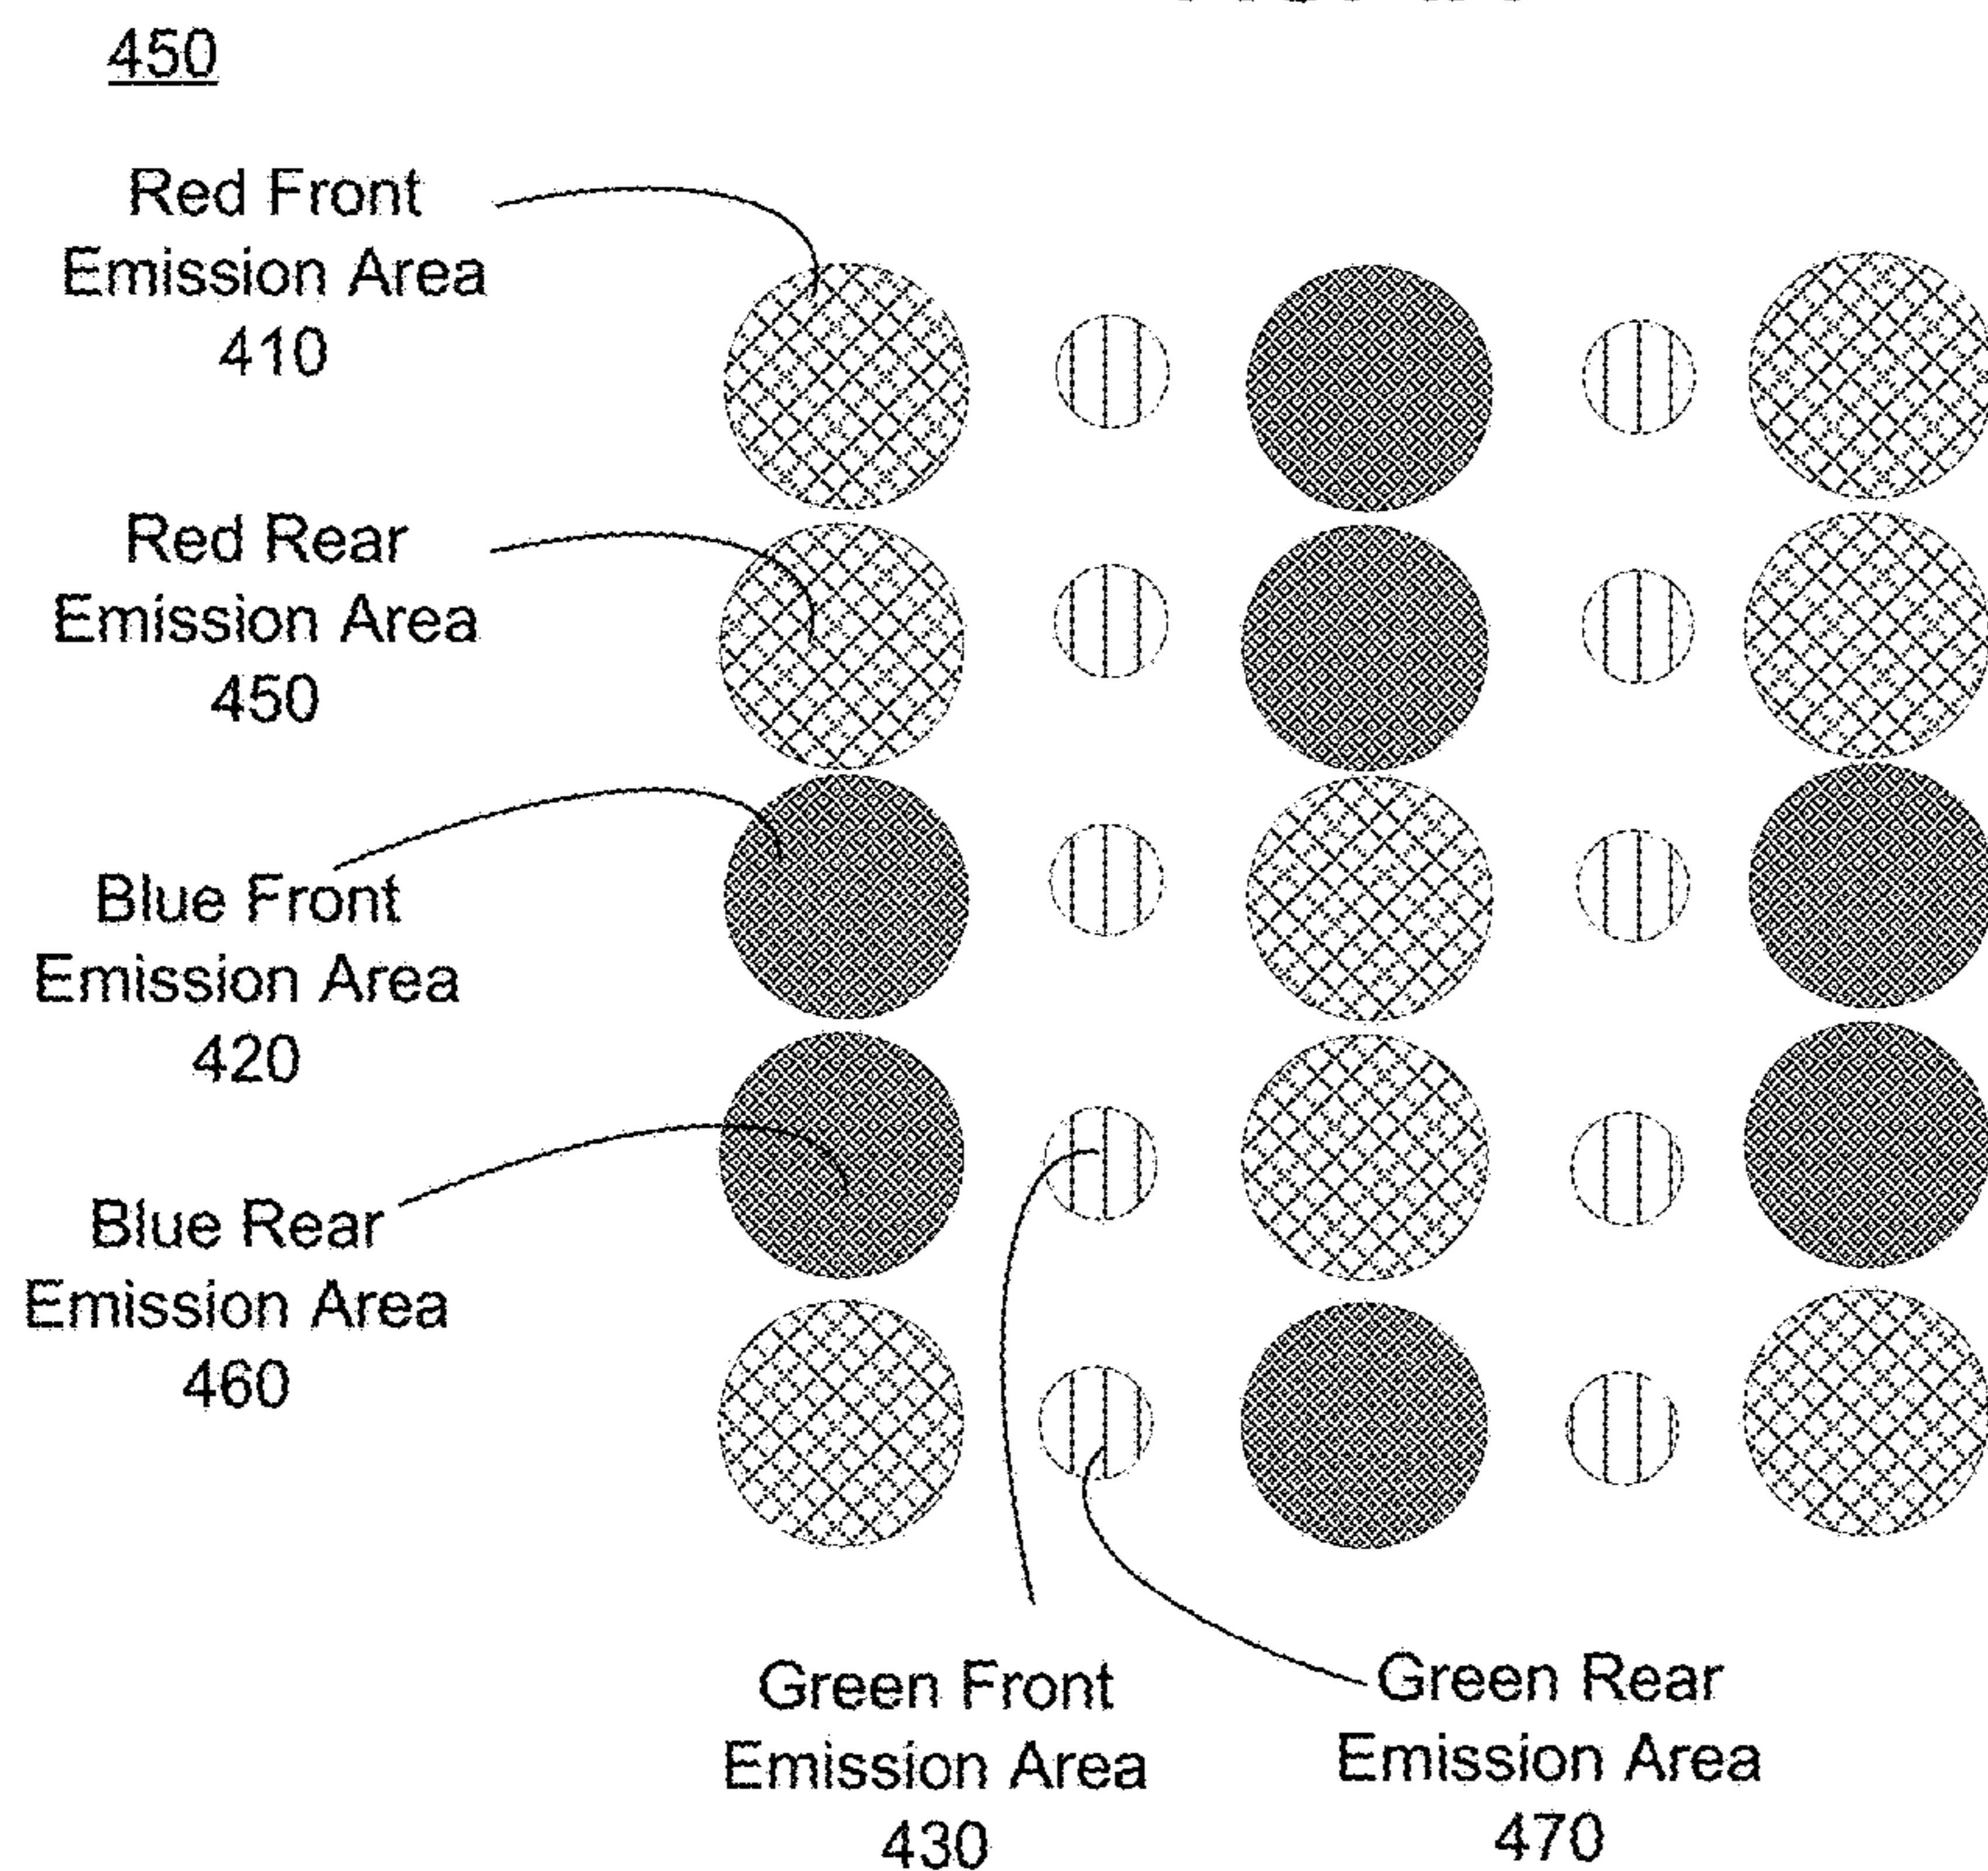 450
Red Front
Emission Area
410
Red Rear
Emission Area
450
Blue Front
Emission Area
420
Blue Rear
Emission Area
460
Green Front
Emission Area
430
Green Rear
Emission Area
470